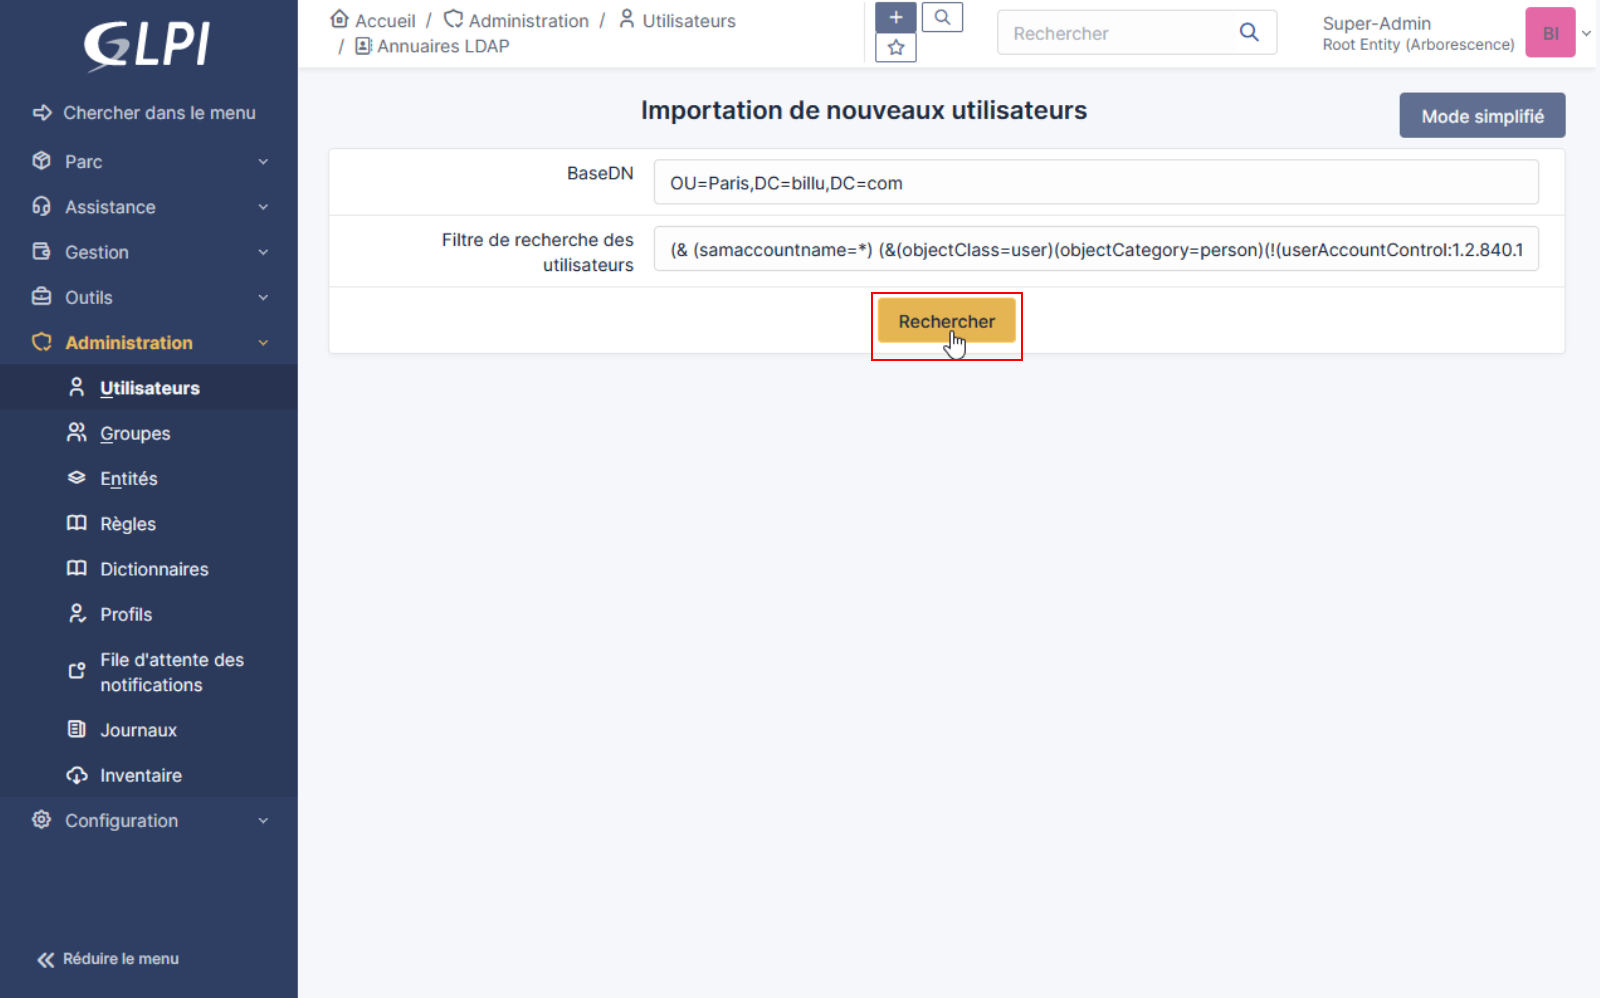 GLPI
Chercher dans le menu
Parc
Assistance
Gestion
Outils
Administration
Utilisateurs
Groupes
Entités
Règles
Dictionnaires
Profils
File d'attente des
notifications
Journaux
Inventaire
Configuration
Réduire le menu
Accueil / Administration / Utilisateurs
/ Annuaires LDAP
Rechercher
Super-Admin
Root Entity (Arborescence)
BI
Importation de nouveaux utilisateurs
Mode simplifié
BaseDN
OU=Paris,DC=billu,DC=com
Filtre de recherche des
utilisateurs
(& (samaccountname=*) (&(objectClass=user)(objectCategory=person)(!(userAccountControl:1.2.840.1
Rechercher